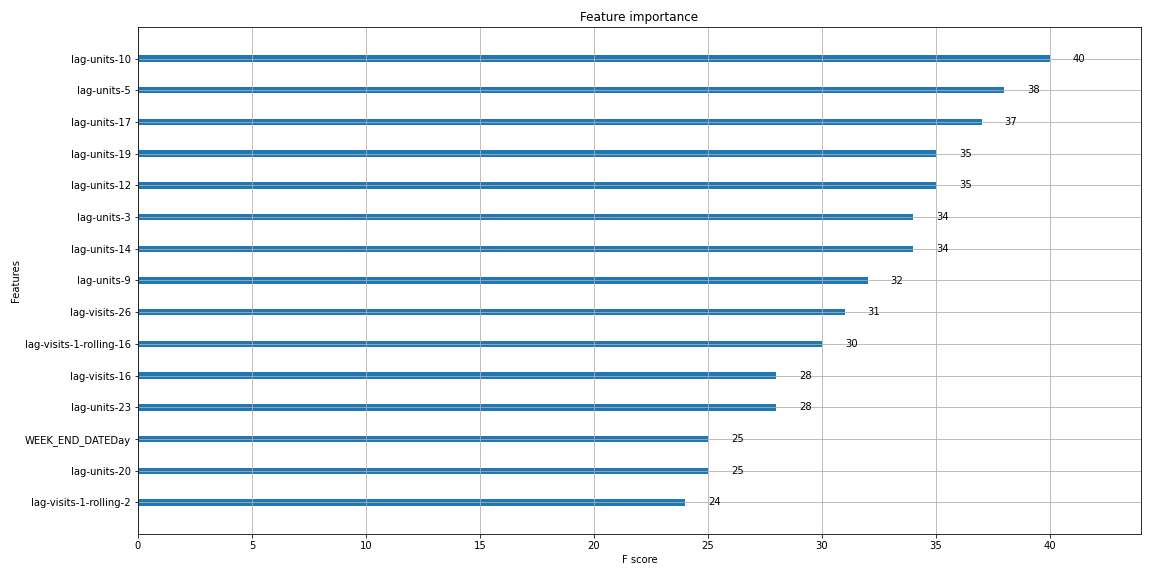 Feature importance
Features
lag-units-10 40
lag-units-5 38
lag-units-17 37
lag-units-19 35
lag-units-12 35
lag-units-3 34
lag-units-14 34
lag-units-9 32
lag-visits-26 31
lag-visits-1-rolling-16 30
lag-visits-16 28
lag-units-23 28
WEEK_END_DATEDay 25
lag-units-20 25
lag-visits-1-rolling-2 24
0 5 10 15 20 25 30 35 40
F score